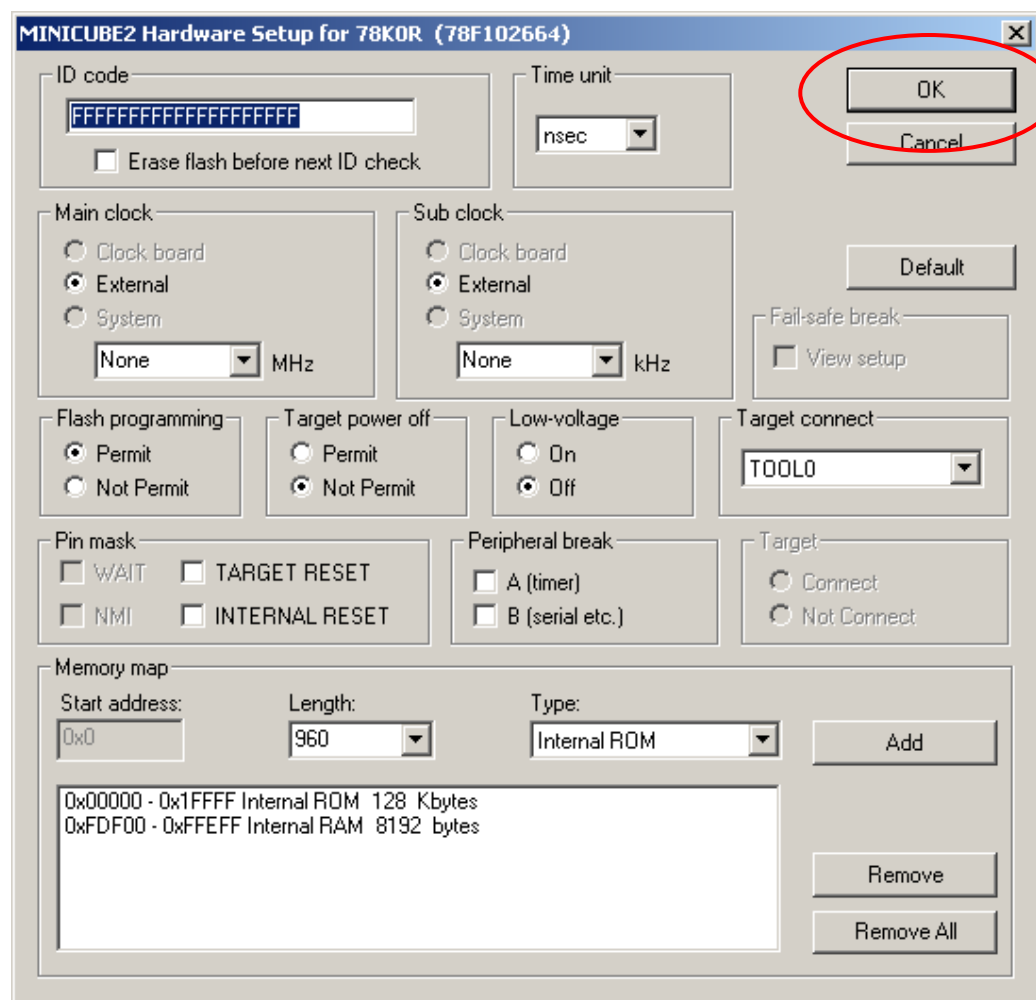 MINICUBE2 Hardware Setup for 78K0R (78F102664)
ID code
FFFFFFFFFFFFFFFFFFFF
Erase flash before next ID check
Time unit
nsec
OK
Cancel
Main clock
Clock board
External
System
None MHz
Sub clock
Clock board
External
System
None kHz
Default
Fail-safe break
View setup
Flash programming
Permit
Not Permit
Target power off
Permit
Not Permit
Low-voltage
On
Off
Target connect
TOOL0
Pin mask
WAIT TARGET RESET
NMI INTERNAL RESET
Peripheral break
A (timer)
B (serial etc.)
Target
Connect
Not Connect
Memory map
Start address: Length: Type:
0x0 960 Internal ROM Add
0x00000 - 0x1FFFF Internal ROM 128 Kbytes
0xFDF00 - 0xFFEFF Internal RAM 8192 bytes
Remove
Remove All